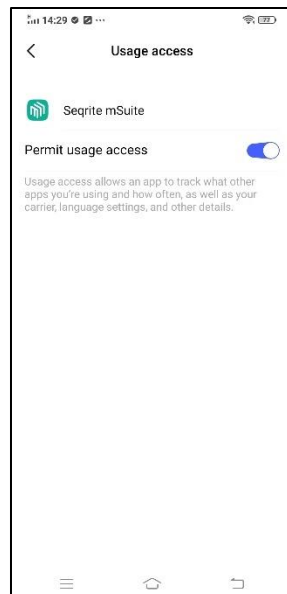 14:29
Usage access
Seqrite mSuite
Permit usage access
Usage access allows an app to track what other
apps you're using and how often, as well as your
carrier, language settings, and other details.